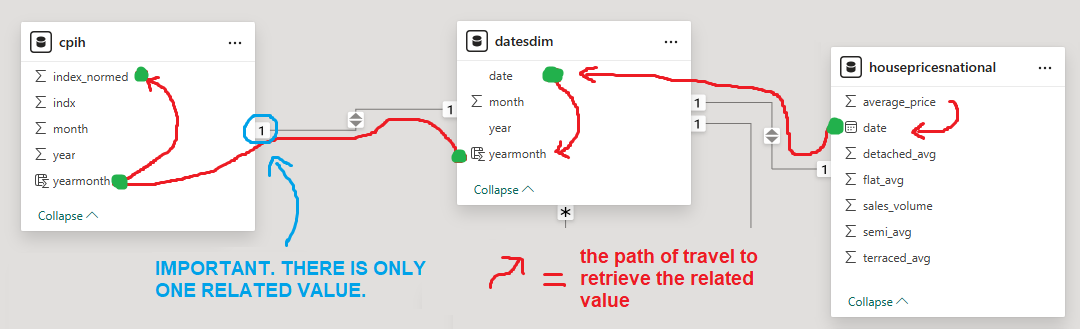 cpih
...
index_normed
indx
month
year
yearmonth
Collapse
1
1
datesdim
...
date
month
year
yearmonth
Collapse
*
1
1
1
housepricesnational
...
average_price
date
detached_avg
flat_avg
sales_volume
semi_avg
terraced_avg
Collapse
IMPORTANT. THERE IS ONLY
ONE RELATED VALUE.
=
the path of travel to
retrieve the related
value